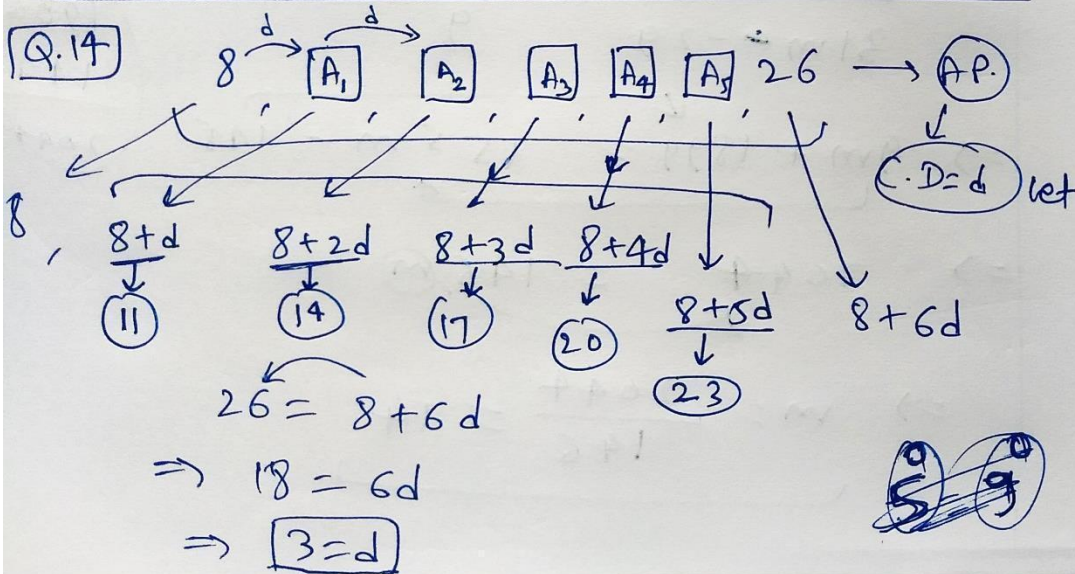 Q.14 8 d A₁ d A₂ A₃ A₄ A₅ 26 → A.P.
, , , , , ,
C.D = d let
8, 8+d 8+2d 8+3d 8+4d 8+5d 8+6d
11 14 17 20 23
26 = 8+6d
⇒ 18 = 6d
⇒ 3=d